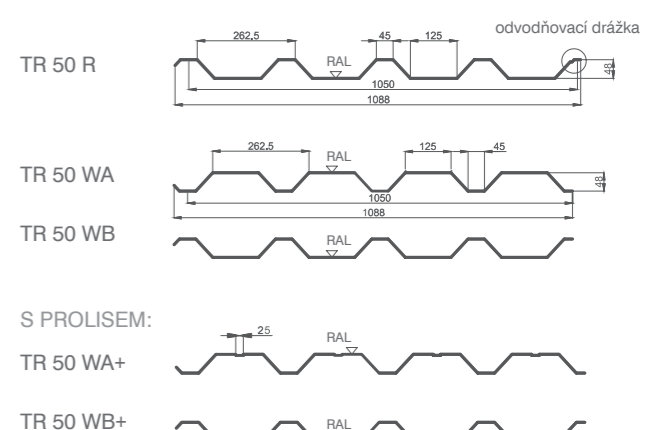 odvodňovací drážka
TR 50 R
262,5
45
125
RAL
48
1050
1088
TR 50 WA
262,5
RAL
125
45
48
1050
1088
TR 50 WB
RAL
S PROLISEM:
25
RAL
TR 50 WA+
TR 50 WB+
RAL